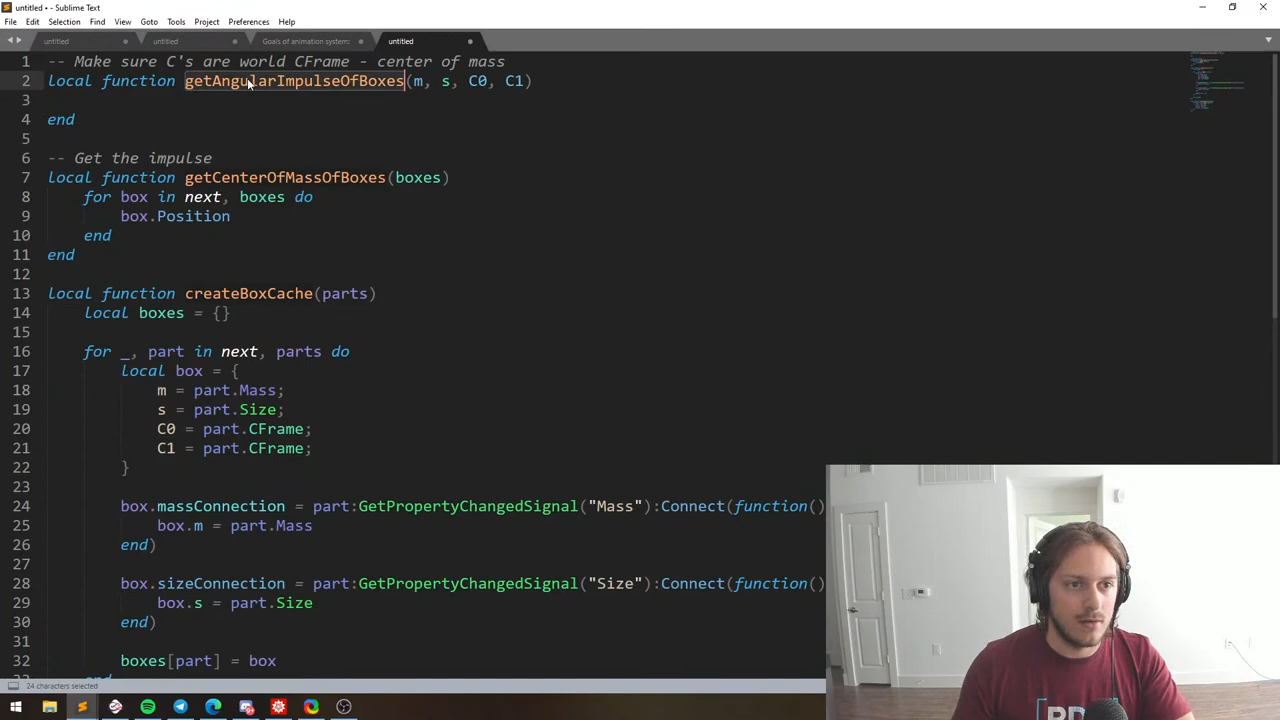 untitled • - Sublime Text
File Edit Selection Find View Goto Tools Project Preferences Help
untitled untitled Goals of animation system: untitled
1 -- Make sure C's are world CFrame - center of mass
2 local function getAngularImpulseOfBoxes(m, s, C0, C1)
3
4 end
5
6 -- Get the impulse
7 local function getCenterOfMassOfBoxes(boxes)
8 for box in next, boxes do
9 box.Position
10 end
11 end
12
13 local function createBoxCache(parts)
14 local boxes = {}
15
16 for _, part in next, parts do
17 local box = {
18 m = part.Mass;
19 s = part.Size;
20 C0 = part.CFrame;
21 C1 = part.CFrame;
22 }
23
24 box.massConnection = part:GetPropertyChangedSignal("Mass"):Connect(function()
25 box.m = part.Mass
26 end)
27
28 box.sizeConnection = part:GetPropertyChangedSignal("Size"):Connect(function()
29 box.s = part.Size
30 end)
31
32 boxes[part] = box
24 characters selected